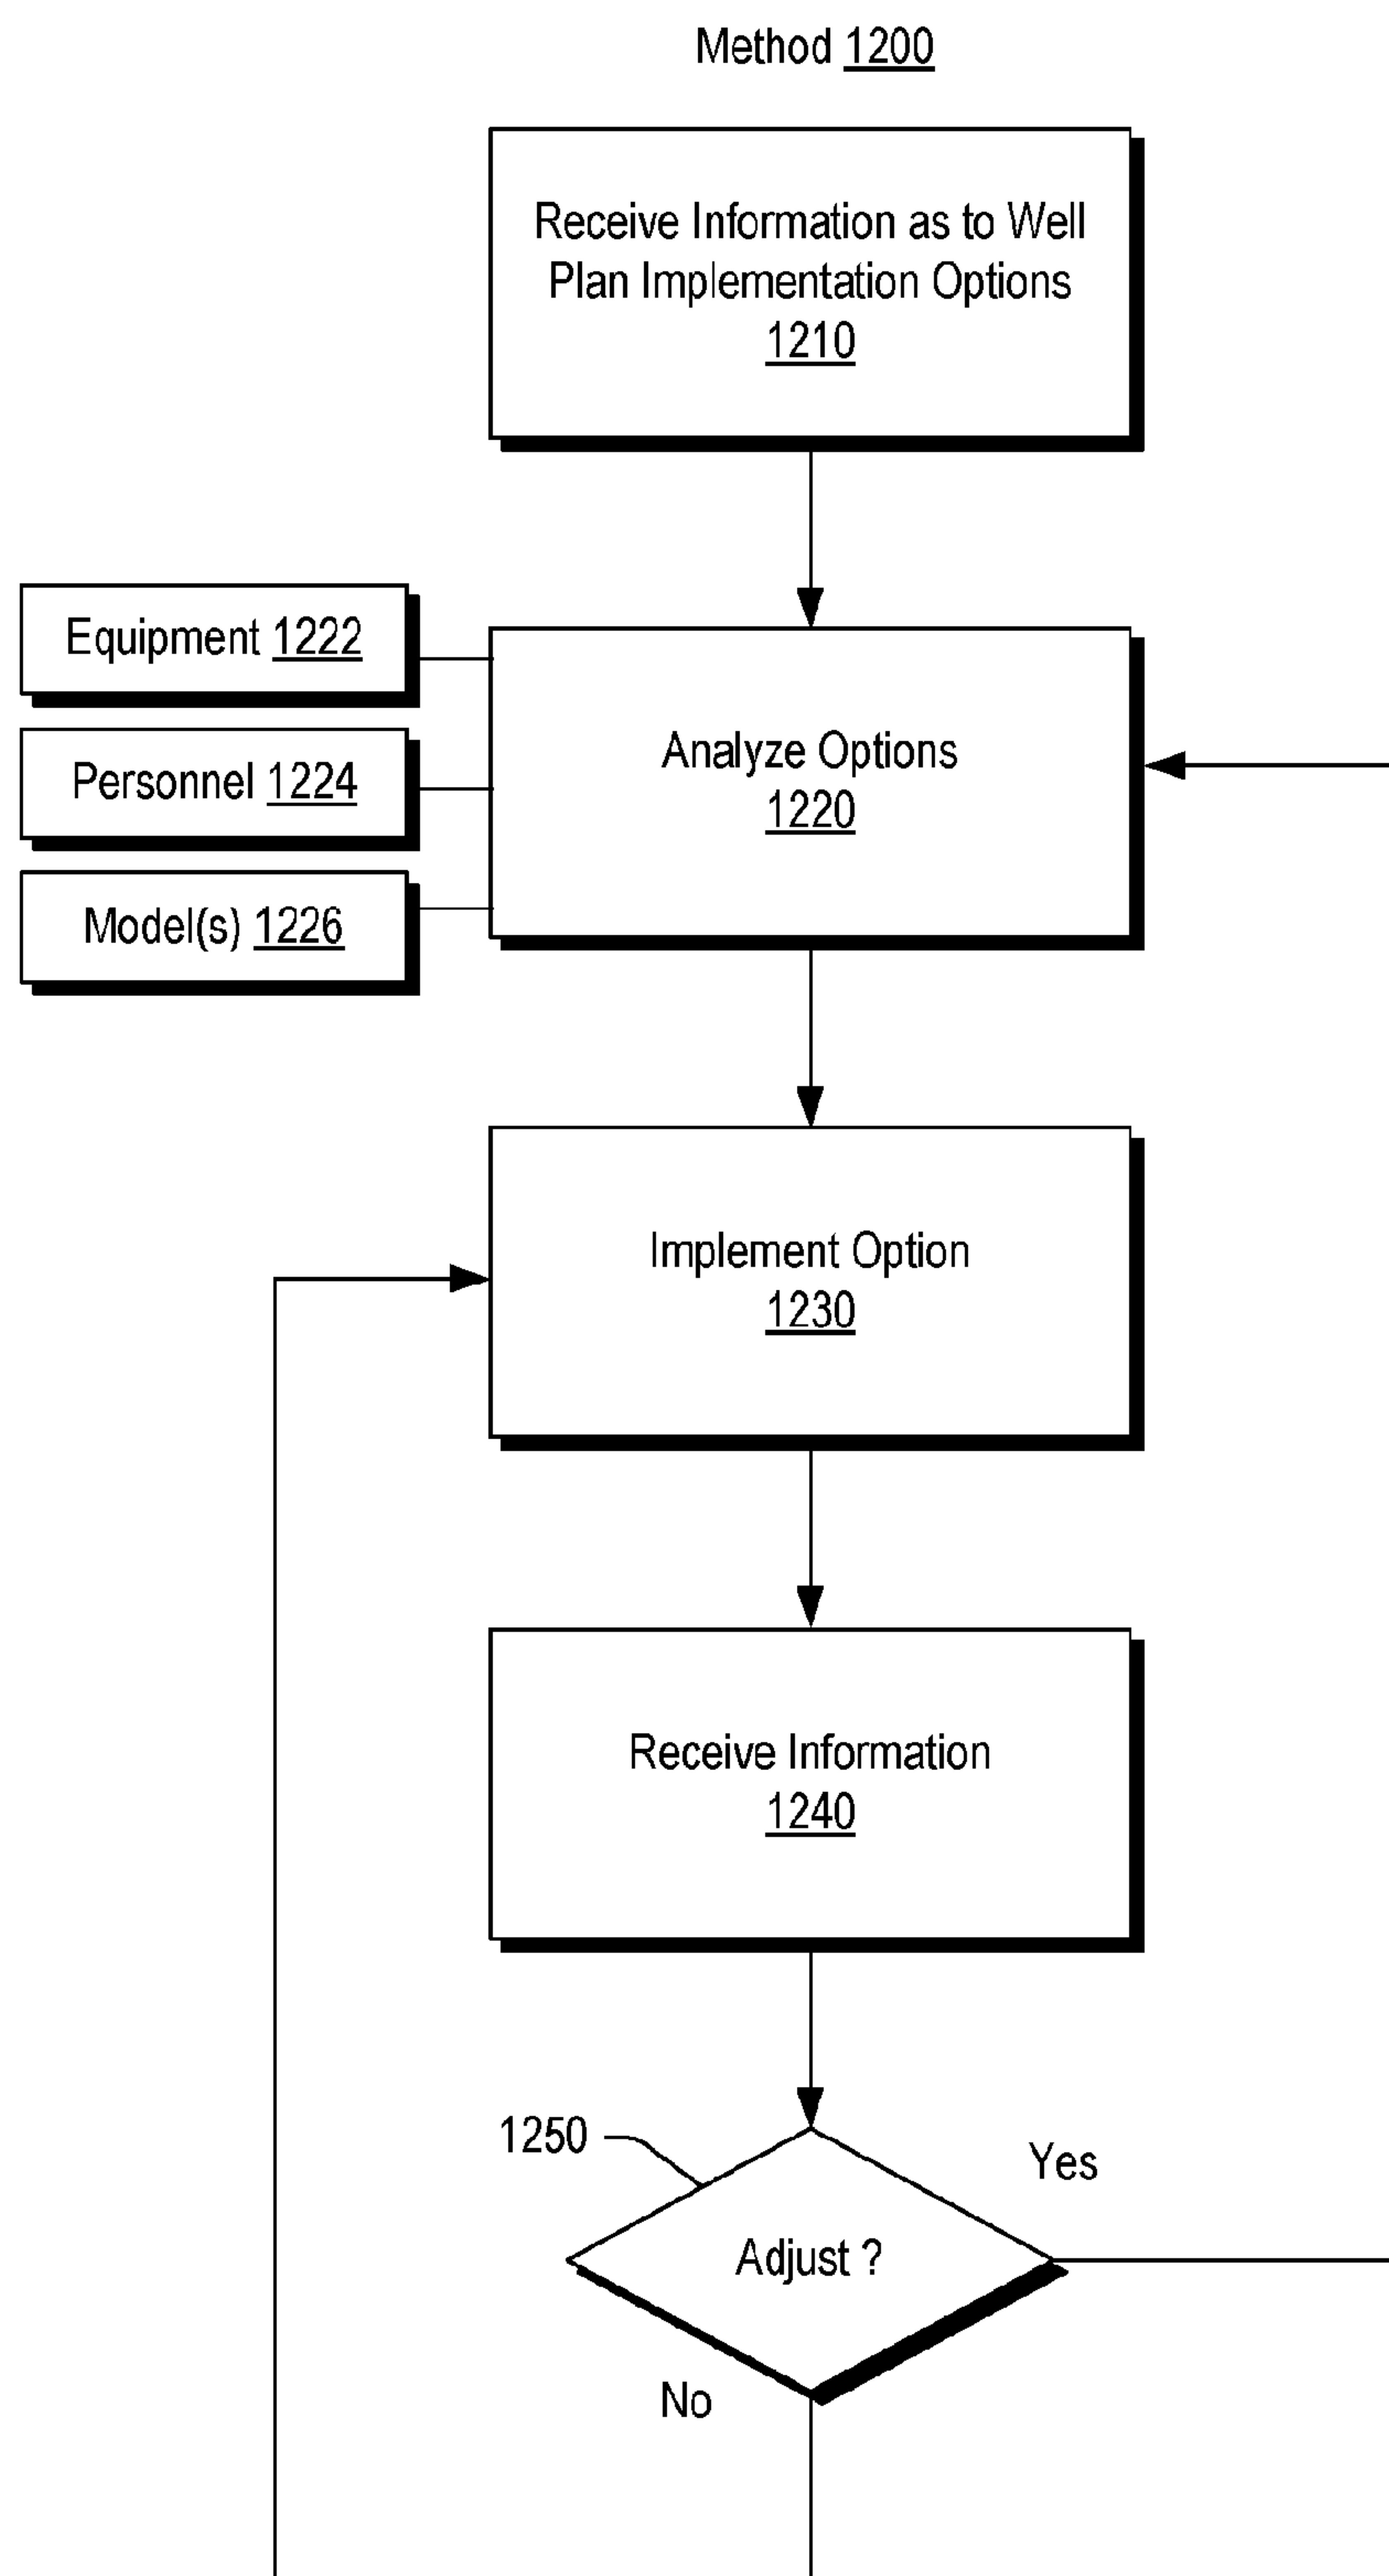 Method 1200
Receive Information as to Well
Plan Implementation Options
1210
Equipment 1222
Personnel 1224
Model(s) 1226
Analyze Options
1220
Implement Option
1230
Receive Information
1240
1250
Yes
Adjust ?
No